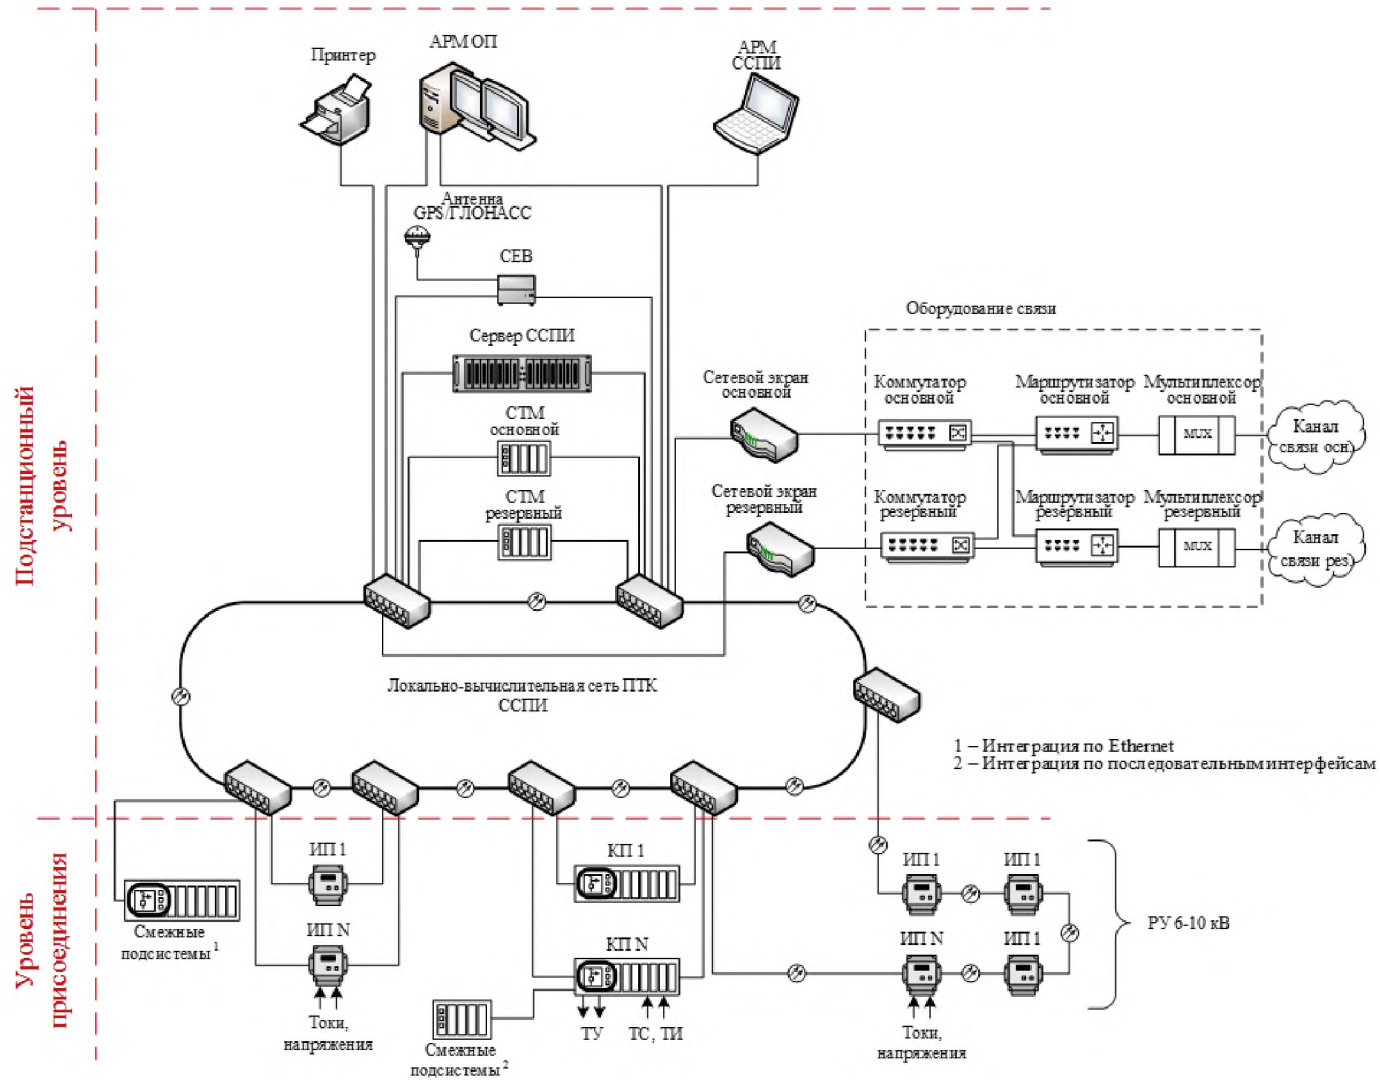 Подстанционный
уровень
Уровень
присоединения
Принтер
АРМ ОП
АРМ
ССПИ
Антенна
GPS/ГЛОНАСС
СЕВ
Сервер ССПИ
СТМ
основной
СТМ
резервный
Сетевой экран
основной
Сетевой экран
резервный
Оборудование связи
Коммутатор
основной
Маршрутизатор
основной
Мультиплексор
основной
MUX
Канал
связи осн.
Коммутатор
резервный
Маршрутизатор
резервный
Мультиплексор
резервный
MUX
Канал
связи рез.
Локально-вычислительная сеть ПТК
ССПИ
1 – Интеграция по Ethernet
2 – Интеграция по последовательным интерфейсам
Смежные
подсистемы 1
ИП 1
ИП N
Токи,
напряжения
КП 1
КП N
ТУ
ТС, ТИ
Смежные
подсистемы 2
ИП 1
ИП 1
ИП N
ИП 1
Токи,
напряжения
РУ 6-10 кВ